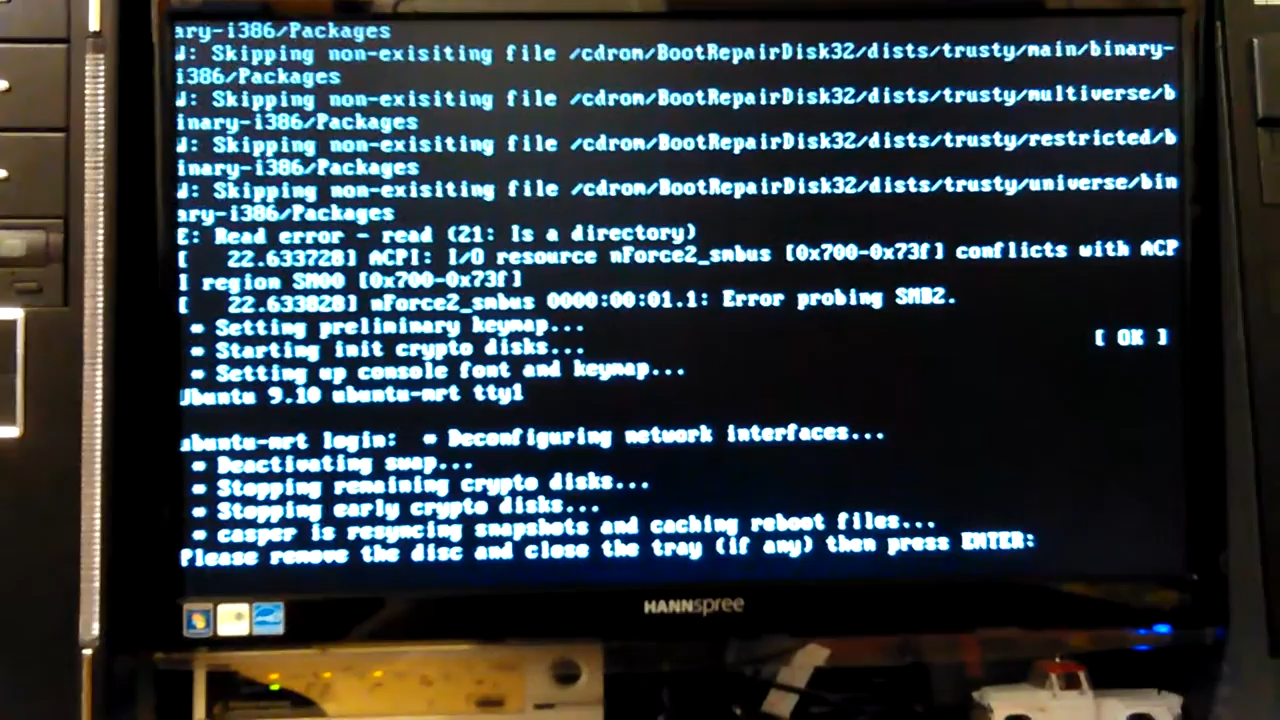 ary-i386/Packages
W: Skipping non-exisiting file /cdrom/BootRepairDisk32/dists/trusty/main/binary-
i386/Packages
W: Skipping non-exisiting file /cdrom/BootRepairDisk32/dists/trusty/multiverse/b
inary-i386/Packages
W: Skipping non-exisiting file /cdrom/BootRepairDisk32/dists/trusty/restricted/b
inary-i386/Packages
W: Skipping non-exisiting file /cdrom/BootRepairDisk32/dists/trusty/universe/bin
ary-i386/Packages
E: Read error - read (21: Is a directory)
[   22.633728] ACPI: I/O resource nForce2_smbus [0x700-0x73f] conflicts with ACP
I region SM00 [0x700-0x73f]
[   22.633828] nForce2_smbus 0000:00:01.1: Error probing SMB2.
* Setting preliminary keymap...
* Starting init crypto disks... [ OK ]
* Setting up console font and keymap...
Ubuntu 9.10 ubuntu-mrt tty1
ubuntu-mrt login:  * Deconfiguring network interfaces...
* Deactivating swap...
* Stopping remaining crypto disks...
* Stopping early crypto disks...
* casper is resyncing snapshots and caching reboot files...
Please remove the disc and close the tray (if any) then press ENTER:
HANNspree